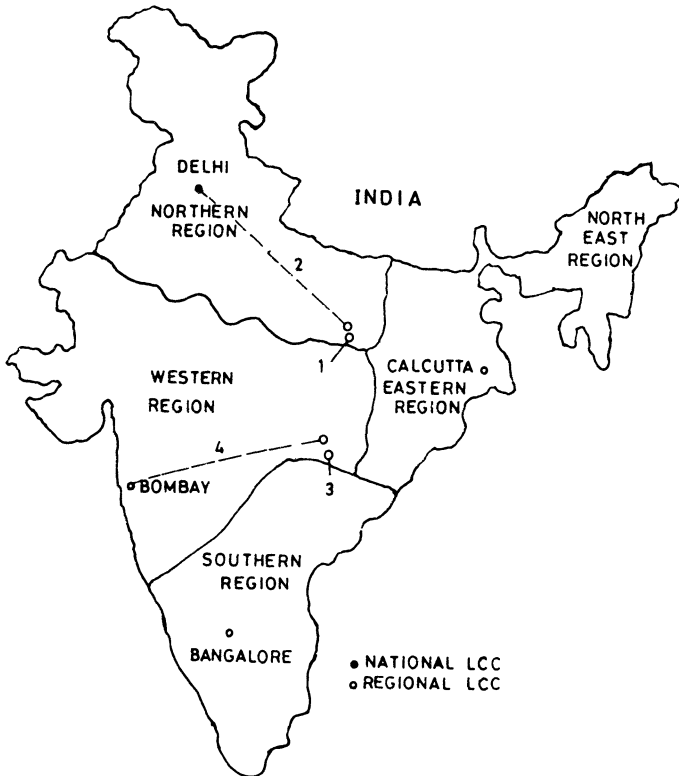 DELHI
INDIA
NORTHERN
REGION
NORTH
EAST
REGION
2
1
CALCUTTA
EASTERN
REGION
WESTERN
REGION
4
BOMBAY
3
SOUTHERN
REGION
BANGALORE
NATIONAL LCC
REGIONAL LCC